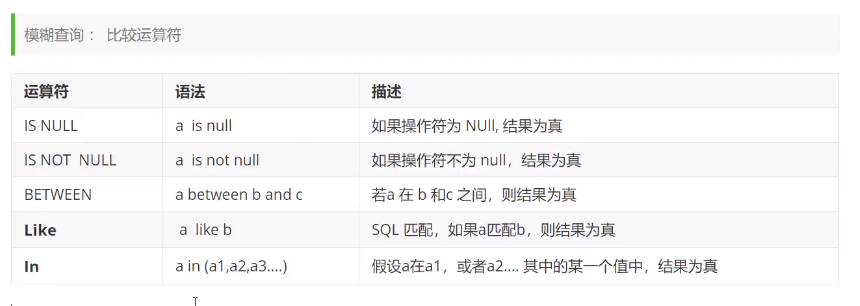 模糊查询： 比较运算符
运算符 语法 描述
IS NULL a is null 如果操作符为 NUll, 结果为真
IS NOT NULL a is not null 如果操作符不为 null，结果为真
BETWEEN a between b and c 若a 在 b 和c 之间，则结果为真
Like a like b SQL 匹配，如果a匹配b，则结果为真
In a in (a1,a2,a3....) 假设a在a1，或者a2.... 其中的某一个值中，结果为真